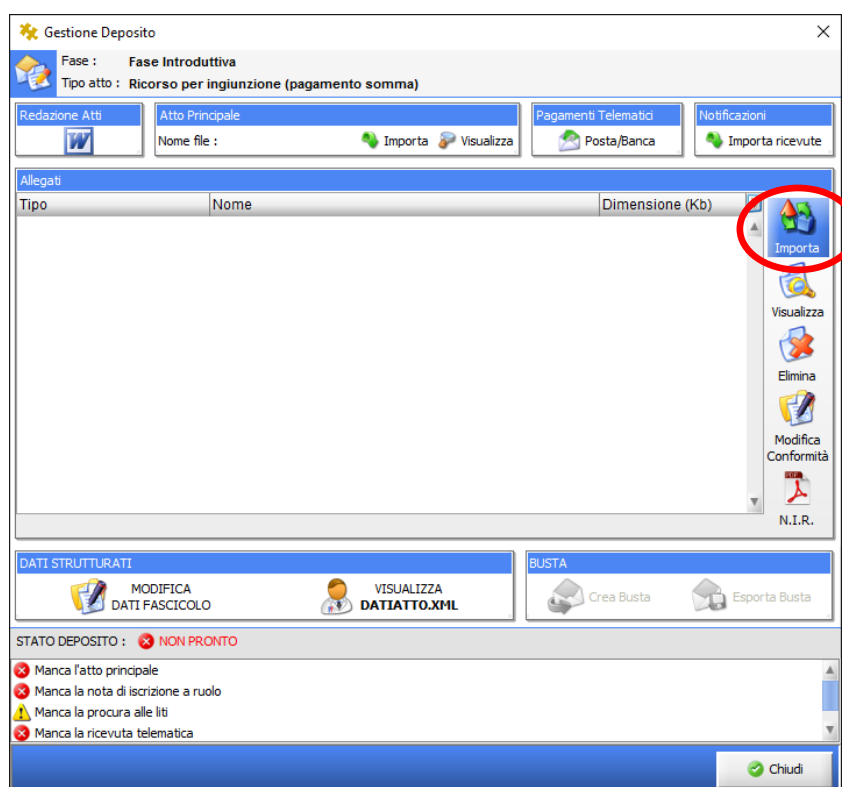 Gestione Deposito
Fase : Fase Introduttiva
Tipo atto : Ricorso per ingiunzione (pagamento somma)
Redazione Atti Atto Principale Pagamenti Telematici Notificazioni
W Nome file : Importa Visualizza Posta/Banca Importa ricevute
Allegati
Tipo Nome Dimensione (Kb)
Importa
Visualizza
Elimina
Modifica
Conformità
PDF
N.I.R.
DATI STRUTTURATI BUSTA
MODIFICA
DATI FASCICOLO
VISUALIZZA
DATIATTO.XML
Crea Busta Esporta Busta
STATO DEPOSITO : NON PRONTO
Manca l'atto principale
Manca la nota di iscrizione a ruolo
Manca la procura alle liti
Manca la ricevuta telematica
Chiudi